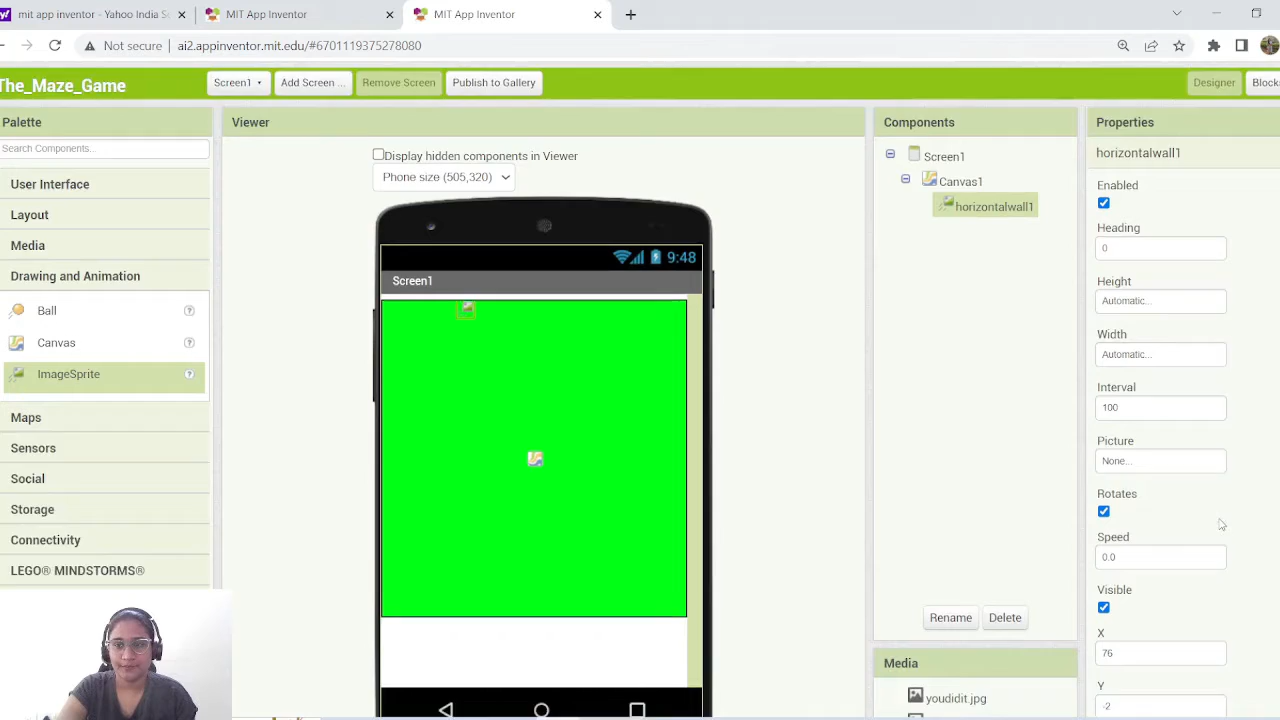 mit app inventor - Yahoo India S
MIT App Inventor
MIT App Inventor
Not secure
ai2.appinventor.mit.edu/#6701119375278080
The_Maze_Game
Screen1
Add Screen ...
Remove Screen
Publish to Gallery
Designer
Block
Palette
Search Components...
User Interface
Layout
Media
Drawing and Animation
Ball
Canvas
ImageSprite
Maps
Sensors
Social
Storage
Connectivity
LEGO® MINDSTORMS®
Viewer
Display hidden components in Viewer
Phone size (505,320)
9:48
Screen1
Components
Screen1
Canvas1
horizontalwall1
Rename
Delete
Media
youdidit.jpg
Properties
horizontalwall1
Enabled
Heading
0
Height
Automatic...
Width
Automatic...
Interval
100
Picture
None...
Rotates
Speed
0.0
Visible
X
76
Y
-2